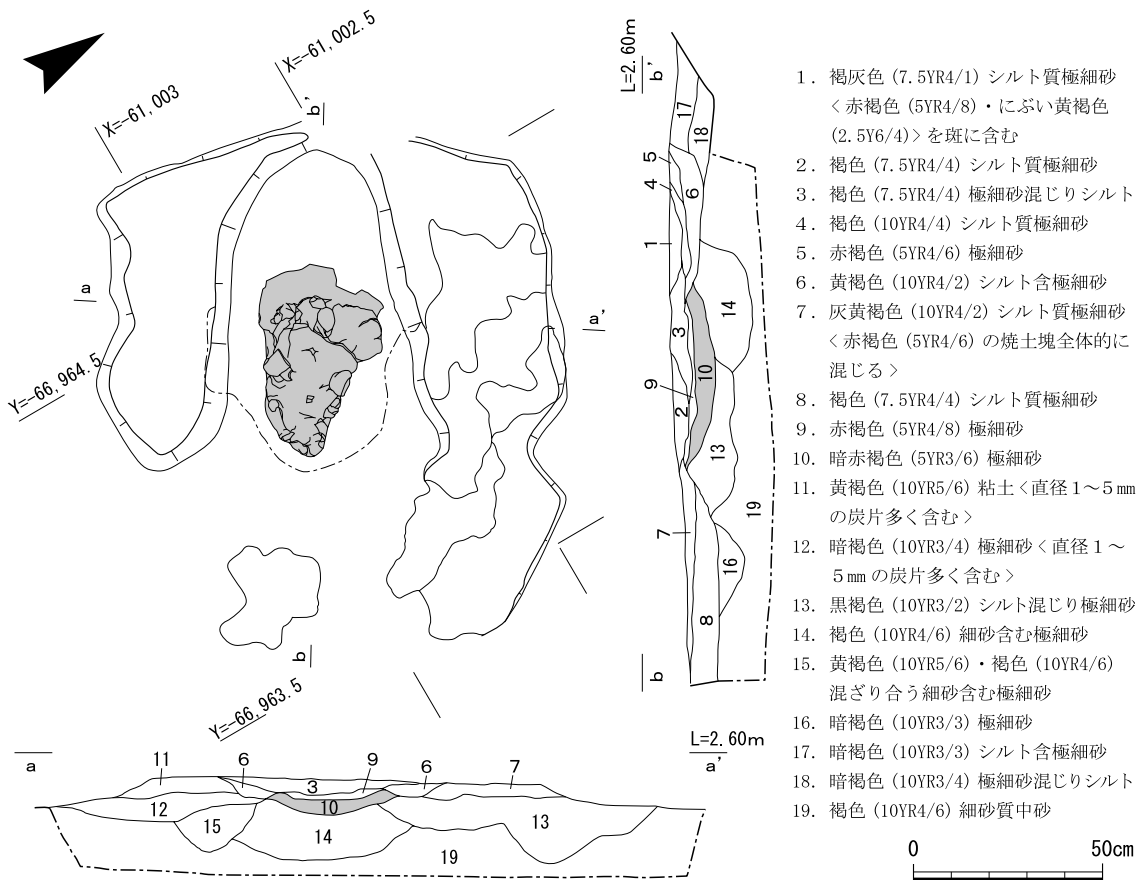 X=-61,003
X=-61,002.5
b'
a
a'
Y=-66,964.5
b
Y=-66,963.5
L=2.60m
b'
17
18
5
4
6
1
14
3
10
9
2
13
19
7
16
8
b
a
L=2.60m
a'
11
6
3
9
6
7
12
10
15
14
13
19
1. 褐灰色 (7.5YR4/1) シルト質極細砂
< 赤褐色 (5YR4/8)・にぶい黄褐色
(2.5Y6/4)> を斑に含む
2. 褐色 (7.5YR4/4) シルト質極細砂
3. 褐色 (7.5YR4/4) 極細砂混じりシルト
4. 褐色 (10YR4/4) シルト質極細砂
5. 赤褐色 (5YR4/6) 極細砂
6. 黄褐色 (10YR4/2) シルト含極細砂
7. 灰黄褐色 (10YR4/2) シルト質極細砂
< 赤褐色 (5YR4/6) の焼土塊全体的に
混じる >
8. 褐色 (7.5YR4/4) シルト質極細砂
9. 赤褐色 (5YR4/8) 極細砂
10. 暗赤褐色 (5YR3/6) 極細砂
11. 黄褐色 (10YR5/6) 粘土 < 直径1〜5㎜
の炭片多く含む >
12. 暗褐色 (10YR3/4) 極細砂 < 直径1〜
5㎜ の炭片多く含む >
13. 黒褐色 (10YR3/2) シルト混じり極細砂
14. 褐色 (10YR4/6) 細砂含む極細砂
15. 黄褐色 (10YR5/6)・褐色 (10YR4/6)
混ざり合う細砂含む極細砂
16. 暗褐色 (10YR3/3) 極細砂
17. 暗褐色 (10YR3/3) シルト含極細砂
18. 暗褐色 (10YR3/4) 極細砂混じりシルト
19. 褐色 (10YR4/6) 細砂質中砂
0 50cm